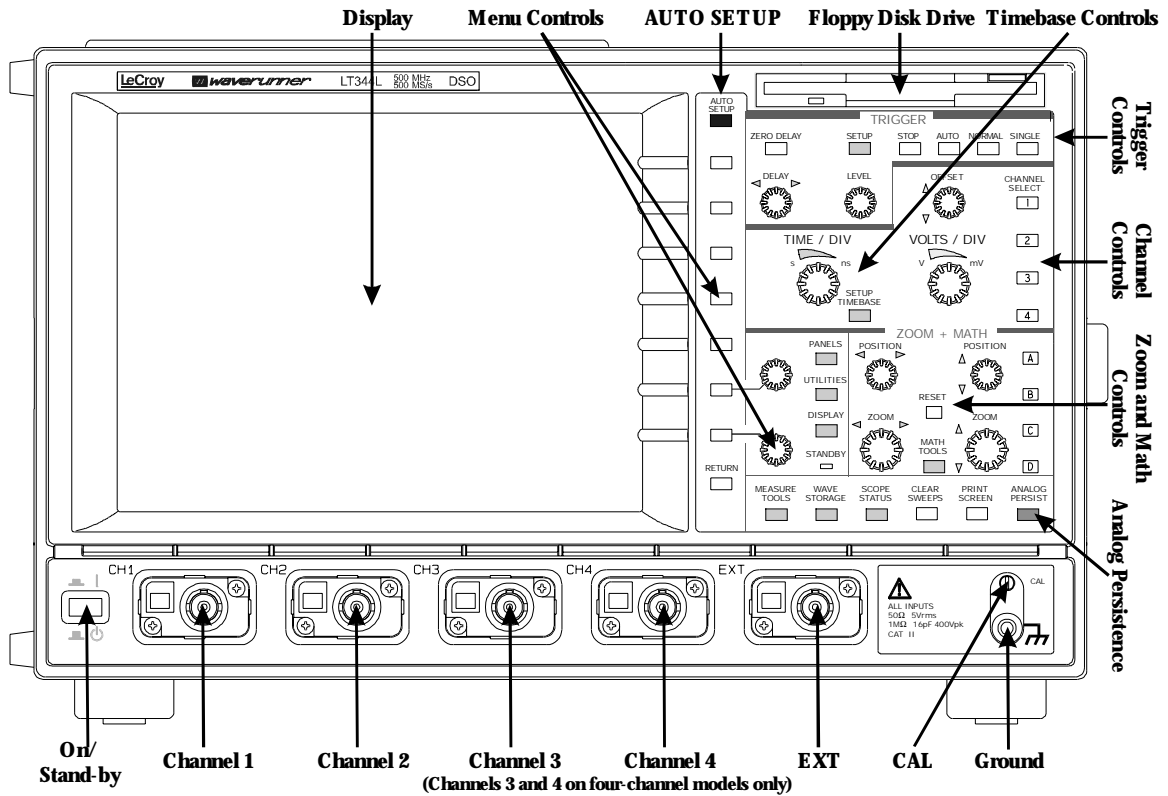 Display Menu Controls AUTO SETUP Floppy Disk Drive Timebase Controls
LeCroy waverunner LT344L 500 MHz 500 MS/s DSO
AUTO
SETUP
TRIGGER
ZERO DELAY SETUP STOP AUTO NORMAL SINGLE
DELAY LEVEL OFFSET
CHANNEL
SELECT
1
TIME / DIV VOLTS / DIV
2
s ns V mV
3
SETUP
TIMEBASE
4
ZOOM + MATH
PANELS POSITION POSITION
A
UTILITIES
B
RESET
DISPLAY ZOOM ZOOM
C
MATH
TOOLS
STANDBY
D
RETURN
MEASURE
TOOLS
WAVE
STORAGE
SCOPE
STATUS
CLEAR
SWEEPS
PRINT
SCREEN
ANALOG
PERSIST
Trigger
Controls
Channel
Controls
Zoom and Math
Controls
Analog Persistence
CH1 CH2 CH3 CH4 EXT
CAL
ALL INPUTS
50Ω 5Vrms
1MΩ 16pF 400Vpk
CAT II
On/
Stand-by
Channel 1 Channel 2 Channel 3 Channel 4 EXT CAL Ground
(Channels 3 and 4 on four-channel models only)